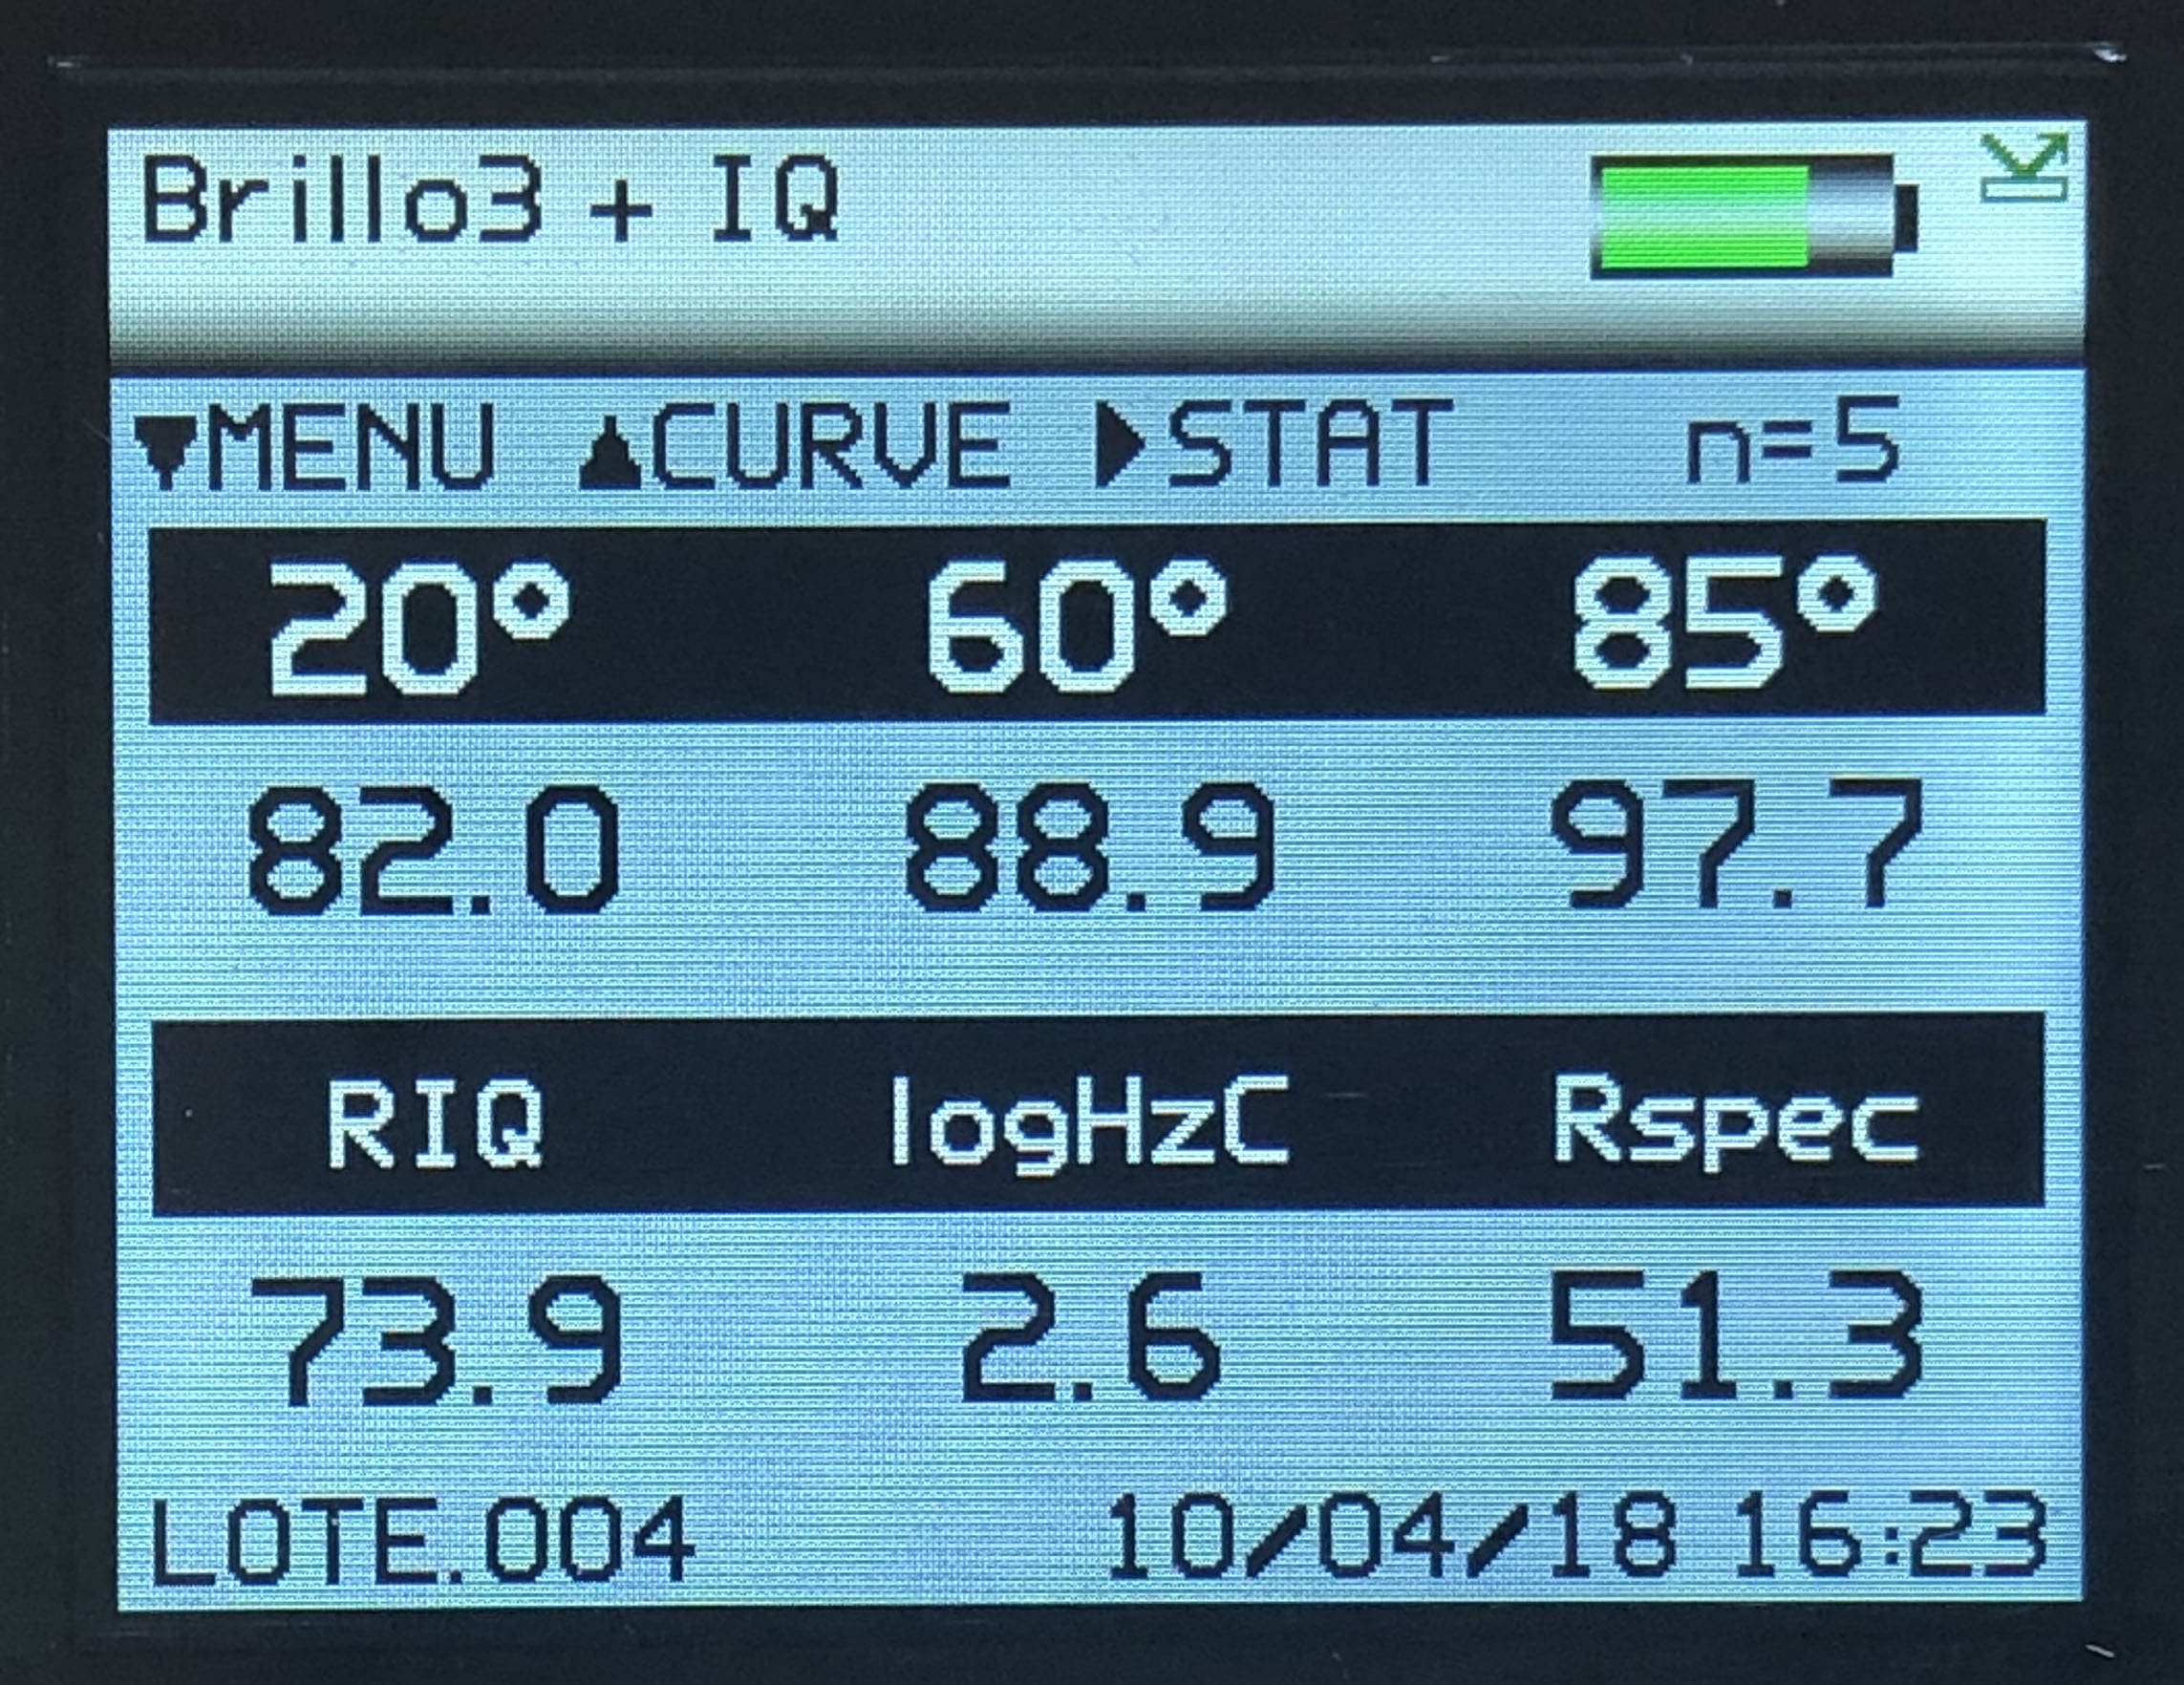 Brillo3 + IQ
▼MENU ▲CURVE ▶STAT n=5
20° 60° 85°
82.0 88.9 97.7
RIQ logHzC Rspec
73.9 2.6 51.3
LOTE.004 10/04/18 16:23